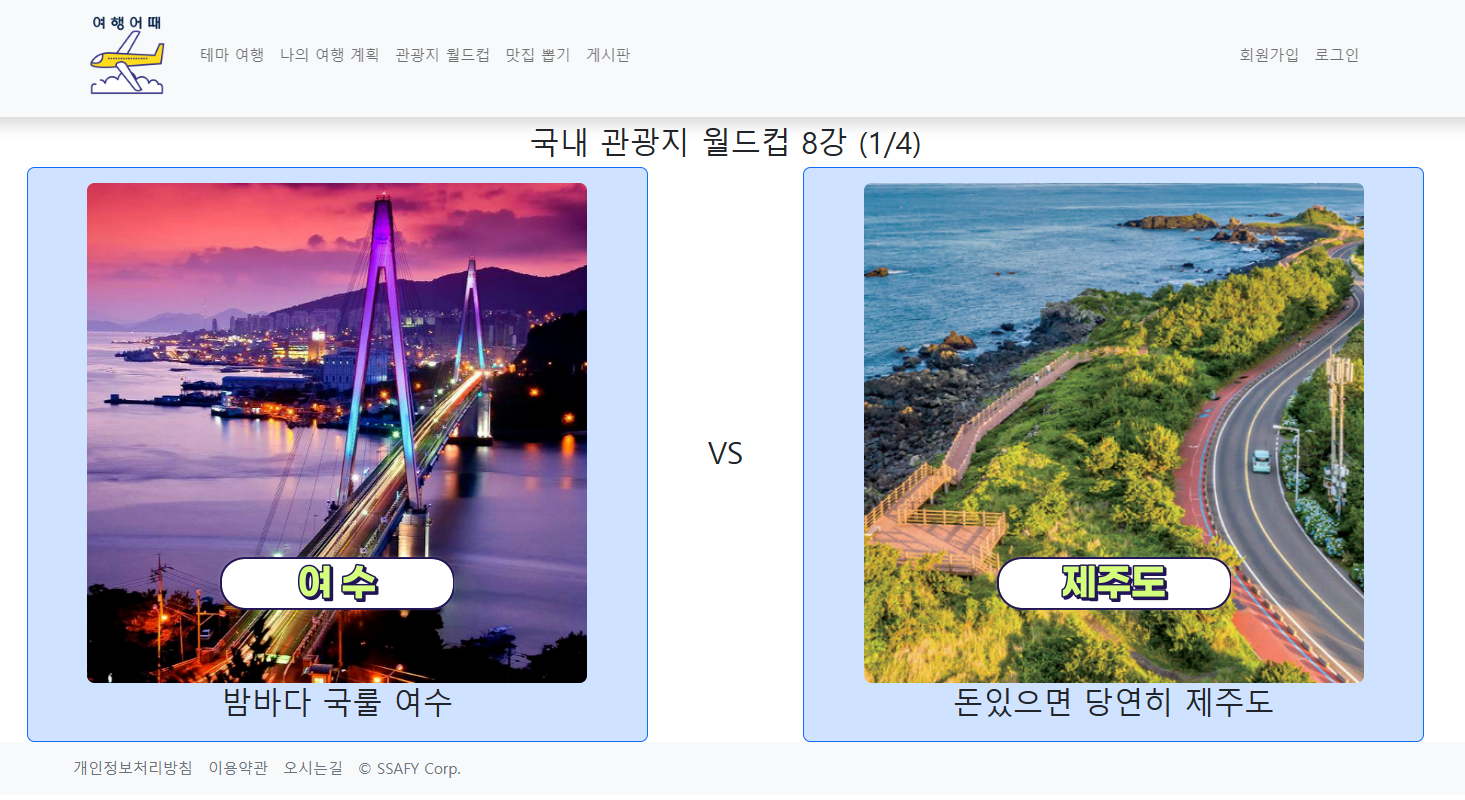 여행어때
테마 여행 나의 여행 계획 관광지 월드컵 맛집 뽑기 게시판 회원가입 로그인
국내 관광지 월드컵 8강 (1/4)
여수
밤바다 국룰 여수
VS
제주도
돈있으면 당연히 제주도
개인정보처리방침 이용약관 오시는길 © SSAFY Corp.